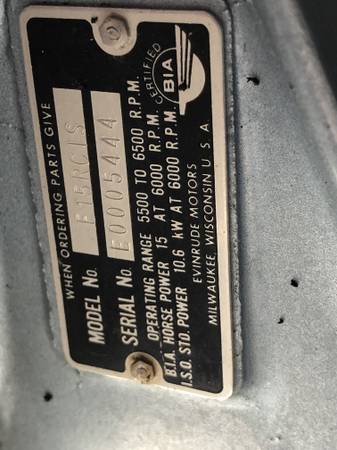 WHEN ORDERING PARTS GIVE
MODEL No. E15RCIS
SERIAL No. E0005444
OPERATING RANGE 5500 TO 6500 R.P.M.
B.I.A. HORSE POWER 15 AT 6000 R.P.M.
I.S.O. STD. POWER 10.6 kW AT 6000 R.P.M.
EVINRUDE MOTORS
MILWAUKEE, WISCONSIN U S A.
CERTIFIED
BIA